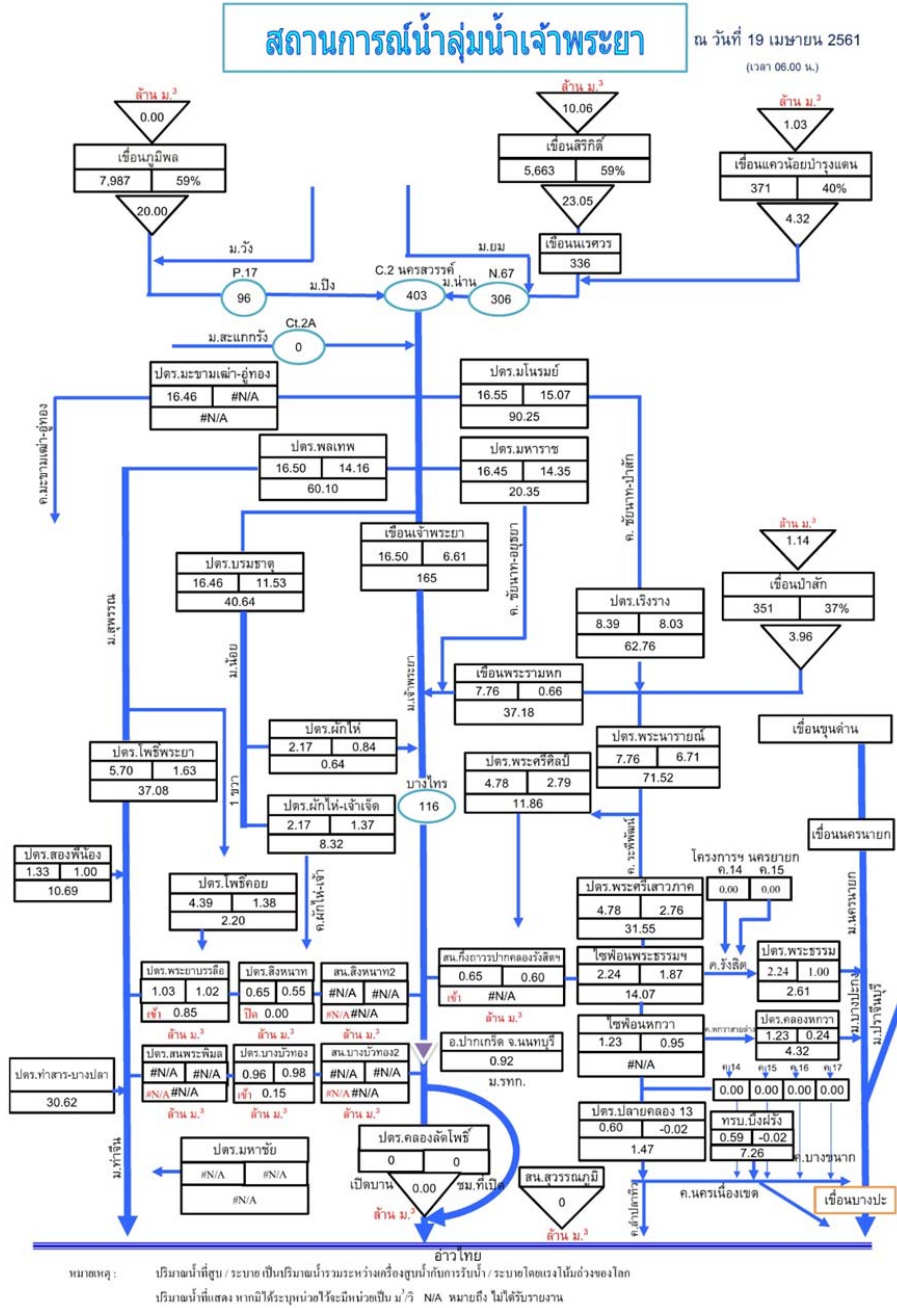 สถานการณ์น้ำลุ่มน้ำเจ้าพระยา
ณ วันที่ 19 เมษายน 2561
(เวลา 06.00 น.)
ล้าน ม.³
0.00
เขื่อนภูมิพล
7,987 59%
20.00
ล้าน ม.³
10.06
เขื่อนสิริกิติ์
5,663 59%
23.05
ล้าน ม.³
1.03
เขื่อนแควน้อยบำรุงแดน
371 40%
4.32
เขื่อนนเรศวร
336
ม.วัง
ม.ยม
P.17
96
ม.ปิง
C.2 นครสวรรค์
403
ม.น่าน
N.67
306
ม.สะแกกรัง
Ct.2A
0
ปตร.มะขามเฒ่า-อู่ทอง
16.46 #N/A
#N/A
ปตร.มโนรมย์
16.55 15.07
90.25
ค.มะขามเฒ่า-อู่ทอง
ปตร.พลเทพ
16.50 14.16
60.10
ปตร.มหาราช
16.45 14.35
20.35
ค. ชัยนาท-ป่าสัก
ค. ชัยนาท-อยุธยา
ม.สุพรรณ
ปตร.บรมธาตุ
16.46 11.53
40.64
เขื่อนเจ้าพระยา
16.50 6.61
165
ล้าน ม.³
1.14
เขื่อนป่าสัก
351 37%
3.96
ปตร.เริงราง
8.39 8.03
62.76
ม.น้อย
ม.เจ้าพระยา
เขื่อนพระรามหก
7.76 0.66
37.18
ปตร.ผักไห่
2.17 0.84
0.64
ปตร.พระนารายณ์
7.76 6.71
71.52
เขื่อนขุนด่าน
ปตร.โพธิ์พระยา
5.70 1.63
37.08
1 ขวา
บางไทร
116
ปตร.พระศรีศิลป์
4.78 2.79
11.86
ปตร.ผักไห่-เจ้าเจ็ด
2.17 1.37
8.32
ค. ระพีพัฒน์
เขื่อนนครนายก
ม.นครนายก
ปตร.สองพี่น้อง
1.33 1.00
10.69
ปตร.โพธิ์คอย
4.39 1.38
2.20
ค.ผักไห่-เจ้า
ปตร.พระศรีเสาวภาค
4.78 2.76
31.55
โครงการฯ นครยายก
ค.14 ค.15
0.00 0.00
ปตร.พระยาบรรลือ
1.03 1.02
เข้า 0.85
ล้าน ม.³
ปตร.สิงหนาท
0.65 0.55
ปิด 0.00
ล้าน ม.³
สน.สิงหนาท2
#N/A #N/A
#N/A #N/A
ล้าน ม.³
สน.กึ่งถาวรปากคลองรังสิตฯ
0.65 0.60
เข้า #N/A
ล้าน ม.³
ไซฟ่อนพระธรรมฯ
2.24 1.87
14.07
ค.รังสิต
ปตร.พระธรรม
2.24 1.00
2.61
ม.บางปะกง
ม.ปราจีนบุรี
ปตร.สนพระพิมล
#N/A #N/A
#N/A #N/A
ล้าน ม.³
ปตร.บางบัวทอง
0.96 0.98
เข้า 0.15
ล้าน ม.³
สน.บางบัวทอง2
#N/A #N/A
#N/A #N/A
ล้าน ม.³
อ.ปากเกร็ด จ.นนทบุรี
0.92
ม.รทก.
ไซฟ่อนหกวา
1.23 0.95
#N/A
ค.หกวาสายล่าง
ปตร.คลองหกวา
1.23 0.24
4.32
ปตร.ท่าสาร-บางปลา
30.62
ค.14 ค.15 ค.16 ค.17
0.00 0.00 0.00 0.00
ม.ท่าจีน
ปตร.มหาชัย
#N/A #N/A
#N/A
ปตร.คลองลัดโพธิ์
0 0
เปิดบาน 0.00 ชม.ที่เปิด
ล้าน ม.³
ปตร.ปลายคลอง 13
0.60 -0.02
1.47
ทรบ.บึงฝรั่ง
0.59 -0.02
7.26
ค.บางขนาก
สน.สุวรรณภูมิ
0
ล้าน ม.³
ค.ลำปลาทิว
ค.นครเนื่องเขต
เขื่อนบางปะ
อ่าวไทย
หมายเหตุ : ปริมาณน้ำที่สูบ / ระบาย เป็นปริมาณน้ำรวมระหว่างเครื่องสูบน้ำกับการรับน้ำ / ระบายโดยแรงโน้มถ่วงของโลก
ปริมาณน้ำที่แสดง หากมิได้ระบุหน่วยไว้จะมีหน่วยเป็น ม³/วิ N/A หมายถึง ไม่ได้รับรายงาน